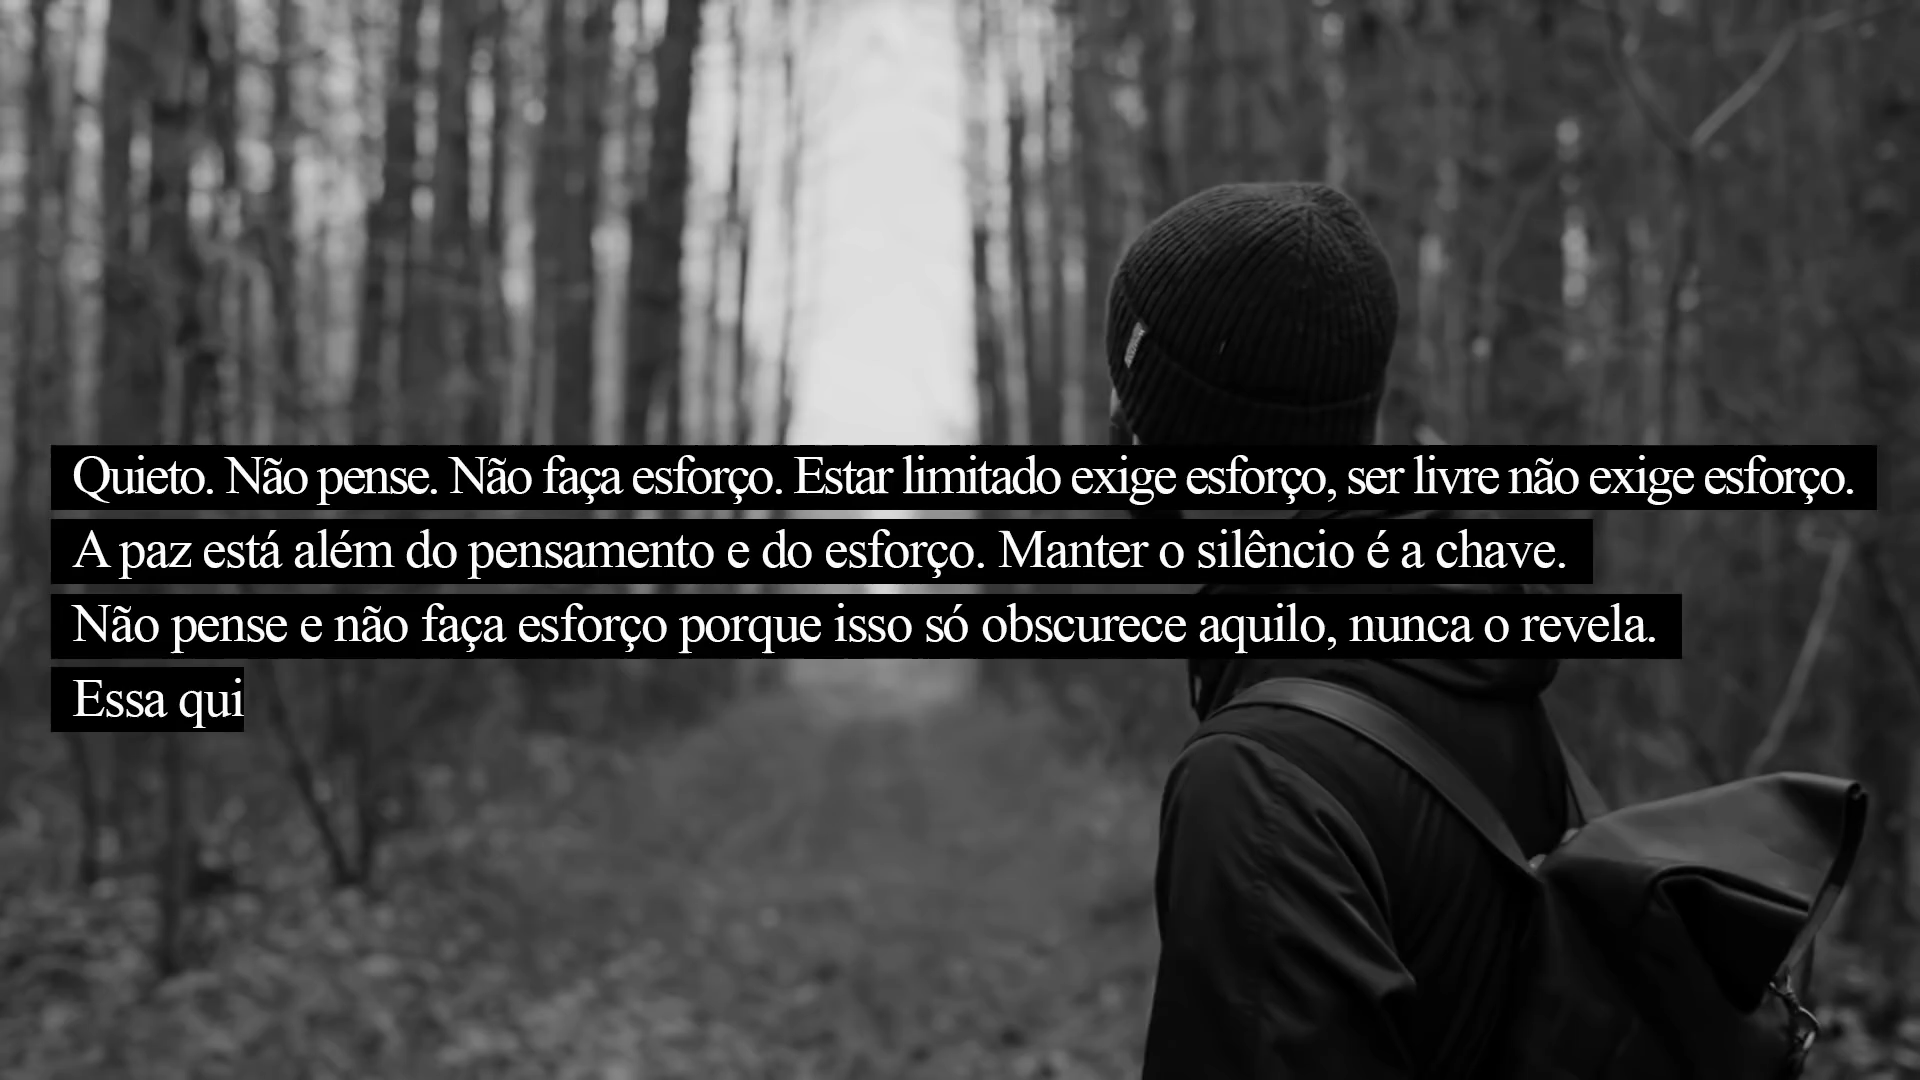 Quieto. Não pense. Não faça esforço. Estar limitado exige esforço, ser livre não exige esforço.
A paz está além do pensamento e do esforço. Manter o silêncio é a chave.
Não pense e não faça esforço porque isso só obscurece aquilo, nunca o revela.
Essa qui